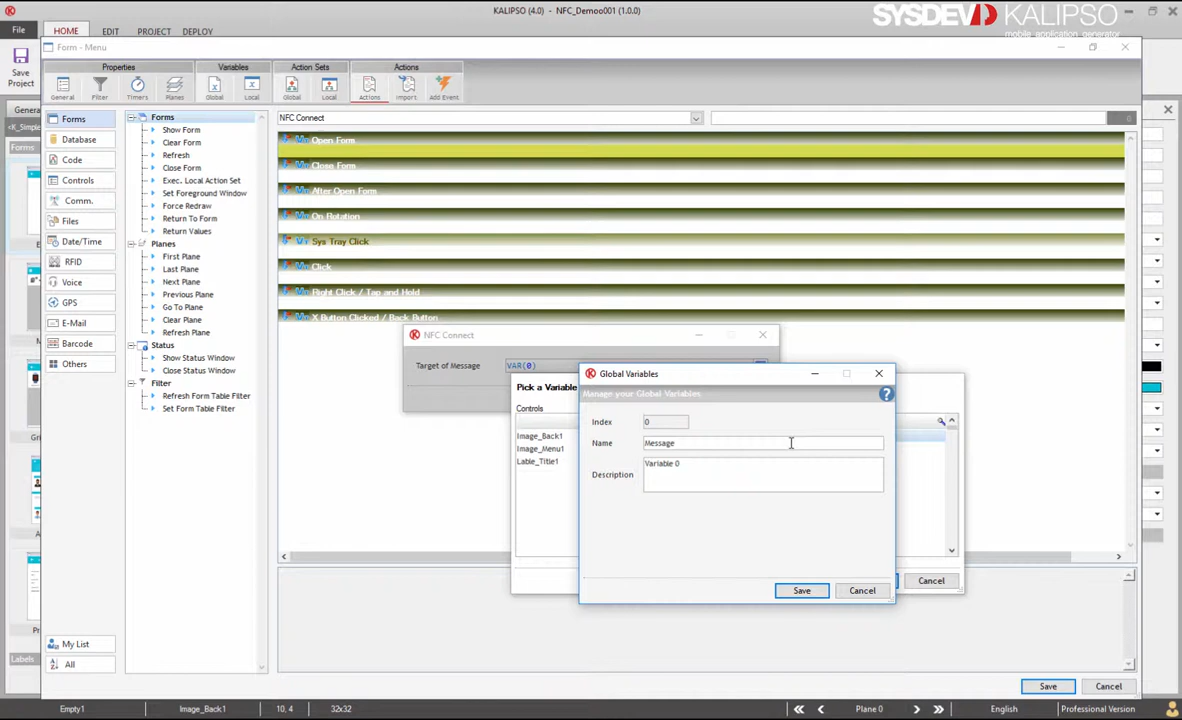 KALIPSO (4.0) - NFC_Demoo001 (1.0.0)
SYSDEV KALIPSO
mobile application generator
File
HOME
EDIT
PROJECT
DEPLOY
Save
Project
Form - Menu
Properties
Variables
Action Sets
Actions
General
Filter
Timers
Planes
Global
Local
Global
Local
Actions
Import
Add Event
Genera
<K_Simple
Forms
Labels
Forms
Database
Code
Controls
Comm.
Files
Date/Time
RFID
Voice
GPS
E-Mail
Barcode
Others
My List
All
Forms
Show Form
Clear Form
Refresh
Close Form
Exec. Local Action Set
Set Foreground Window
Force Redraw
Return To Form
Return Values
Planes
First Plane
Last Plane
Next Plane
Previous Plane
Go To Plane
Clear Plane
Refresh Plane
Status
Show Status Window
Close Status Window
Filter
Refresh Form Table Filter
Set Form Table Filter
NFC Connect
Open Form
Close Form
After Open Form
On Rotation
Sys Tray Click
Click
Right Click / Tap and Hold
X Button Clicked / Back Button
NFC Connect
Target of Message
VAR(0)
Pick a Variable
Controls
Image_Back1
Image_Menu1
Lable_Title1
Cancel
Global Variables
Manage your Global Variables
Index
0
Name
Message
Description
Variable 0
Save
Cancel
Save
Cancel
Empty1
Image_Back1
10, 4
32x32
Plane 0
English
Professional Version